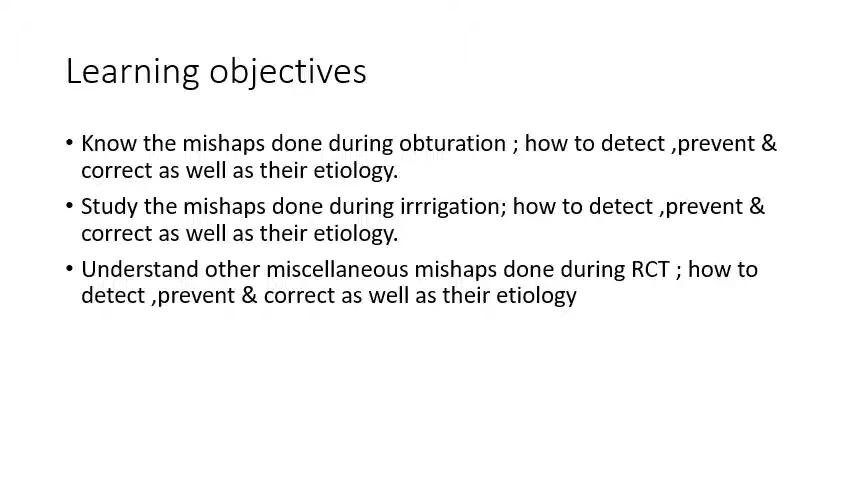 Learning objectives
• Know the mishaps done during obturation ; how to detect ,prevent &
correct as well as their etiology.
• Study the mishaps done during irrrigation; how to detect ,prevent &
correct as well as their etiology.
• Understand other miscellaneous mishaps done during RCT ; how to
detect ,prevent & correct as well as their etiology